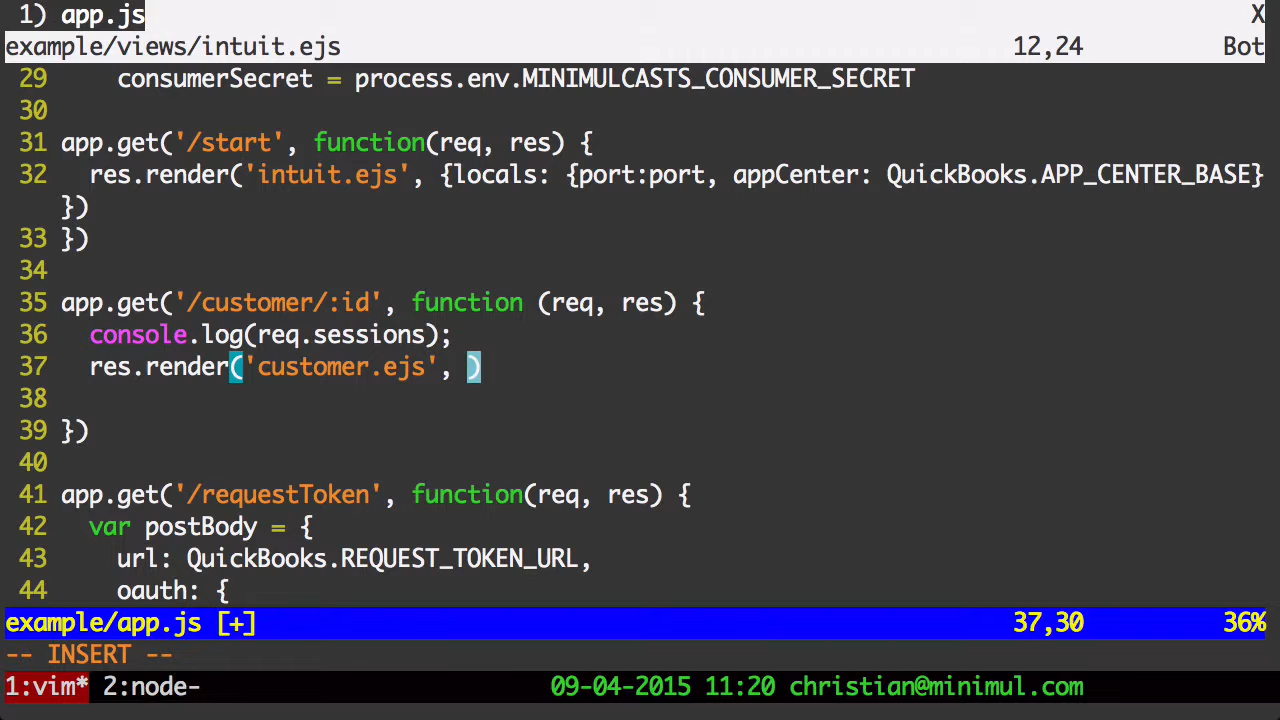 1) app.js X
example/views/intuit.ejs 12,24 Bot
29 consumerSecret = process.env.MINIMULCASTS_CONSUMER_SECRET
30
31 app.get('/start', function(req, res) {
32 res.render('intuit.ejs', {locals: {port:port, appCenter: QuickBooks.APP_CENTER_BASE}
})
33 })
34
35 app.get('/customer/:id', function (req, res) {
36 console.log(req.sessions);
37 res.render('customer.ejs', )
38
39 })
40
41 app.get('/requestToken', function(req, res) {
42 var postBody = {
43 url: QuickBooks.REQUEST_TOKEN_URL,
44 oauth: {
example/app.js [+] 37,30 36%
-- INSERT --
1:vim* 2:node- 09-04-2015 11:20 christian@minimul.com